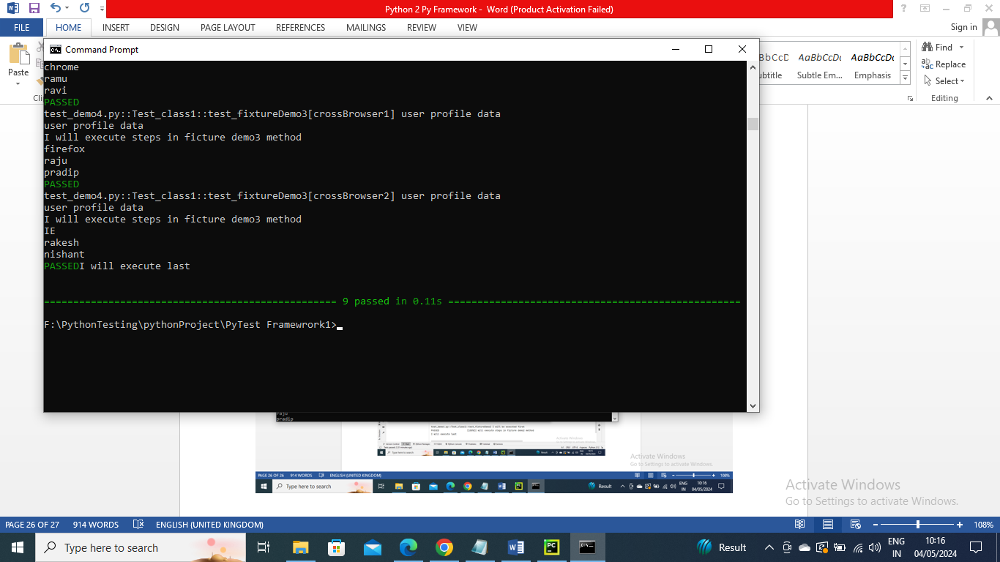 Python 2 Py Framework - Word (Product Activation Failed)
FILE HOME INSERT DESIGN PAGE LAYOUT REFERENCES MAILINGS REVIEW VIEW Sign in
Command Prompt
Paste
AaBbCcDc AaBbCcDc
Subtle Em... Emphasis
Find
Replace
Select
Editing
chrome
ramu
ravi
PASSED
test_demo4.py::Test_class1::test_fixtureDemo3[crossBrowser1] user profile data
user profile data
I will execute steps in ficture demo3 method
firefox
raju
pradip
PASSED
test_demo4.py::Test_class1::test_fixtureDemo3[crossBrowser2] user profile data
user profile data
I will execute steps in ficture demo3 method
IE
rakesh
nishant
PASSEDI will execute last
9 passed in 0.11s
F:\PythonTesting\pythonProject\PyTest Framewrork1>
raju
pradip
I will execute last
Activate Windows
Go to Settings to activate Windows.
PAGE 26 OF 26 914 WORDS ENGLISH (UNITED KINGDOM) 100%
Type here to search Result ENG IN 10:16 04/05/2024
Activate Windows
Go to Settings to activate Windows.
PAGE 26 OF 27 914 WORDS ENGLISH (UNITED KINGDOM) 108%
Type here to search Result ENG IN 10:16 04/05/2024